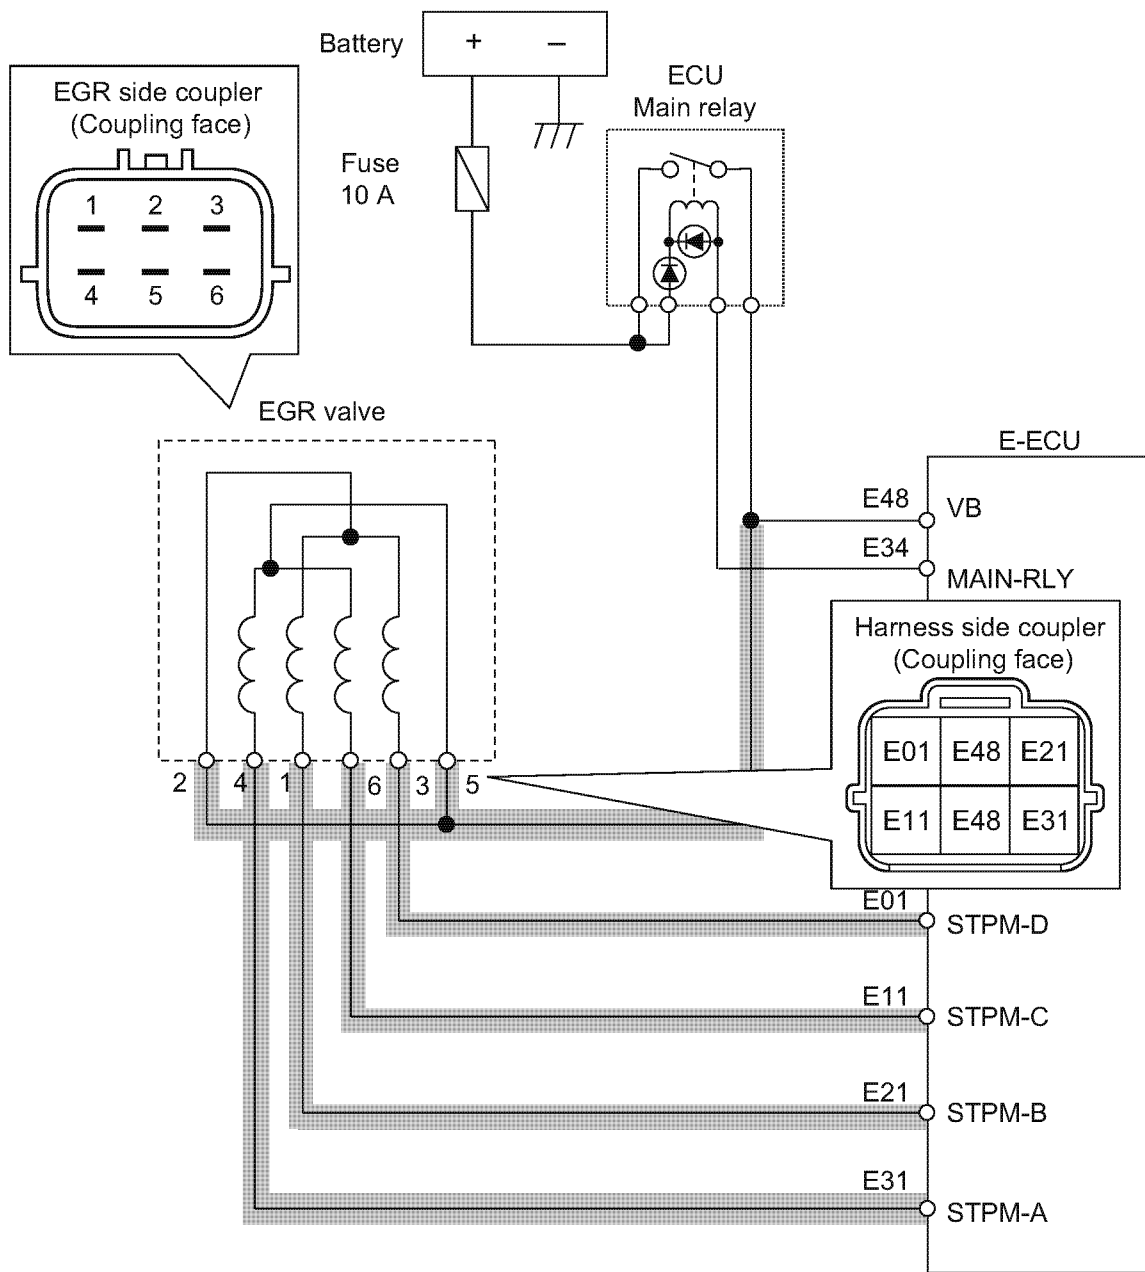 Battery
+ –
ECU
Main relay
EGR side coupler
(Coupling face)
Fuse
10 A
1 2 3
4 5 6
EGR valve
E-ECU
E48 VB
E34
MAIN-RLY
Harness side coupler
(Coupling face)
E01 E48 E21
E11 E48 E31
2 4 1 6 3 5
E01
STPM-D
E11
STPM-C
E21
STPM-B
E31
STPM-A